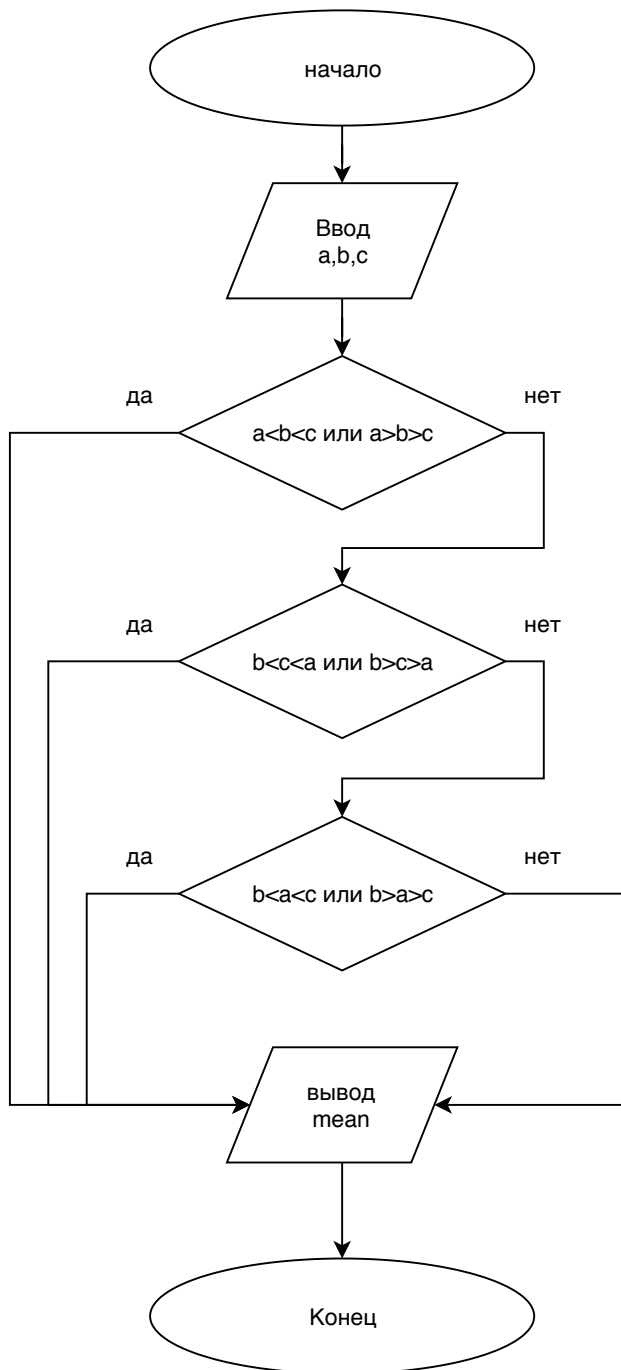 начало
Ввод
a,b,c
да
нет
a<b<c или a>b>c
да
нет
b<c<a или b>c>a
да
нет
b<a<c или b>a>c
вывод
mean
Конец